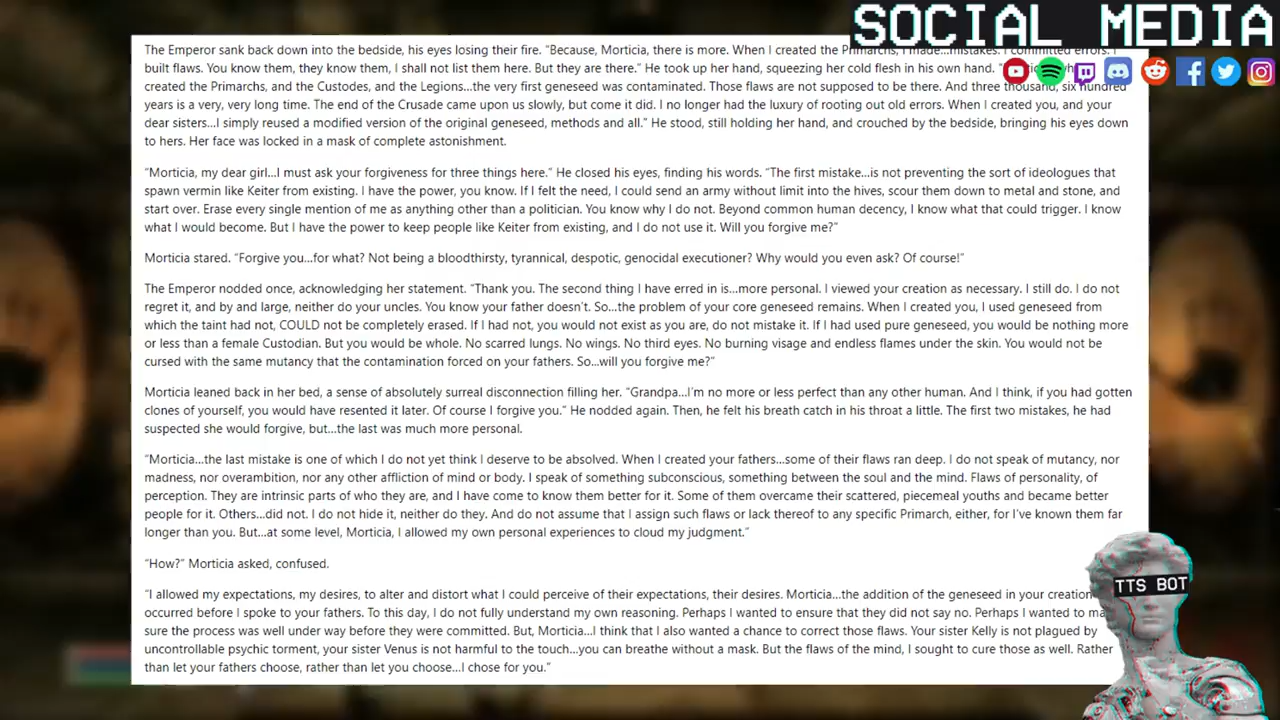 SOCIAL MEDIA
The Emperor sank back down into the bedside, his eyes losing their fire. “Because, Morticia, there is more. When I created the Primarchs, I made...mistakes. I committed errors. I
built flaws. You know them, they know them, I shall not list them here. But they are there.” He took up her hand, squeezing her cold flesh in his own hand.
created the Primarchs, and the Custodes, and the Legions...the very first geneseed was contaminated. Those flaws are not supposed to be there. And three thousand, six hundred
years is a very, very long time. The end of the Crusade came upon us slowly, but come it did. I no longer had the luxury of rooting out old errors. When I created you, and your
dear sisters...I simply reused a modified version of the original geneseed, methods and all.” He stood, still holding her hand, and crouched by the bedside, bringing his eyes down
to hers. Her face was locked in a mask of complete astonishment.
“Morticia, my dear girl...I must ask your forgiveness for three things here.” He closed his eyes, finding his words. “The first mistake...is not preventing the sort of ideologues that
spawn vermin like Keiter from existing. I have the power, you know. If I felt the need, I could send an army without limit into the hives, scour them down to metal and stone, and
start over. Erase every single mention of me as anything other than a politician. You know why I do not. Beyond common human decency, I know what that could trigger. I know
what I would become. But I have the power to keep people like Keiter from existing, and I do not use it. Will you forgive me?”
Morticia stared. “Forgive you...for what? Not being a bloodthirsty, tyrannical, despotic, genocidal executioner? Why would you even ask? Of course!”
The Emperor nodded once, acknowledging her statement. “Thank you. The second thing I have erred in is...more personal. I viewed your creation as necessary. I still do. I do not
regret it, and by and large, neither do your uncles. You know your father doesn’t. So...the problem of your core geneseed remains. When I created you, I used geneseed from
which the taint had not, COULD not be completely erased. If I had not, you would not exist as you are, do not mistake it. If I had used pure geneseed, you would be nothing more
or less than a female Custodian. But you would be whole. No scarred lungs. No wings. No third eyes. No burning visage and endless flames under the skin. You would not be
cursed with the same mutancy that the contamination forced on your fathers. So...will you forgive me?”
Morticia leaned back in her bed, a sense of absolutely surreal disconnection filling her. “Grandpa...I’m no more or less perfect than any other human. And I think, if you had gotten
clones of yourself, you would have resented it later. Of course I forgive you.” He nodded again. Then, he felt his breath catch in his throat a little. The first two mistakes, he had
suspected she would forgive, but...the last was much more personal.
“Morticia...the last mistake is one of which I do not yet think I deserve to be absolved. When I created your fathers...some of their flaws ran deep. I do not speak of mutancy, nor
madness, nor overambition, nor any other affliction of mind or body. I speak of something subconscious, something between the soul and the mind. Flaws of personality, of
perception. They are intrinsic parts of who they are, and I have come to know them better for it. Some of them overcame their scattered, piecemeal youths and became better
people for it. Others...did not. I do not hide it, neither do they. And do not assume that I assign such flaws or lack thereof to any specific Primarch, either, for I’ve known them far
longer than you. But...at some level, Morticia, I allowed my own personal experiences to cloud my judgment.”
“How?” Morticia asked, confused.
“I allowed my expectations, my desires, to alter and distort what I could perceive of their expectations, their desires. Morticia...the addition of the geneseed in your creation
occurred before I spoke to your fathers. To this day, I do not fully understand my own reasoning. Perhaps I wanted to ensure that they did not say no. Perhaps I wanted to
sure the process was well under way before they were committed. But, Morticia...I think that I also wanted a chance to correct those flaws. Your sister Kelly is not plagued by
uncontrollable psychic torment, your sister Venus is not harmful to the touch...you can breathe without a mask. But the flaws of the mind, I sought to cure those as well. Rather
than let your fathers choose, rather than let you choose...I chose for you.”
TTS BOT